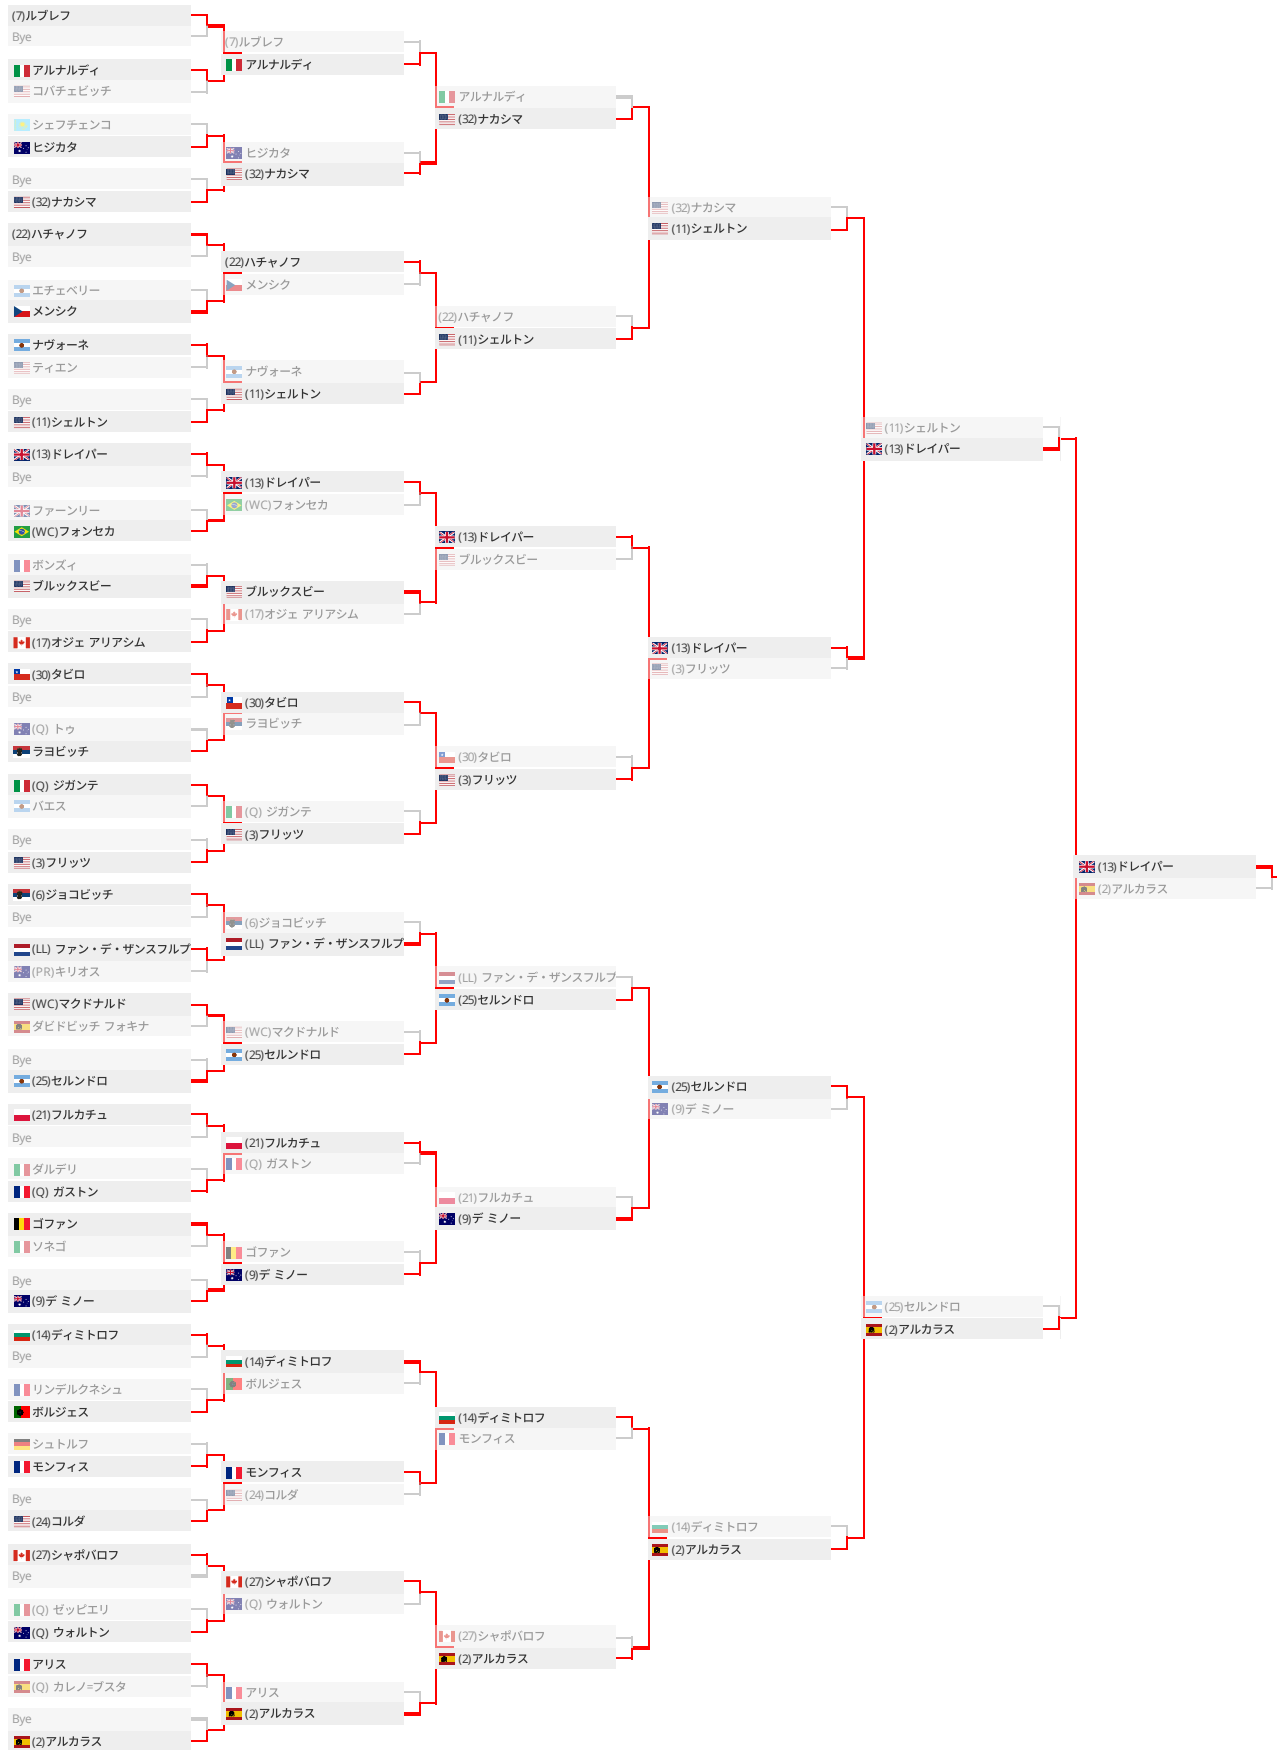 (7)ルブレフ
Bye
アルナルディ
コバチェビッチ
シェフチェンコ
ヒジカタ
Bye
(32)ナカシマ
(22)ハチャノフ
Bye
エチェベリー
メンシク
ナヴォーネ
ティエン
Bye
(11)シェルトン
(13)ドレイパー
Bye
ファーンリー
(WC)フォンセカ
ボンズィ
ブルックスビー
Bye
(17)オジェ アリアシム
(30)タビロ
Bye
(Q) トゥ
ラヨビッチ
(Q) ジガンテ
バエス
Bye
(3)フリッツ
(6)ジョコビッチ
Bye
(LL) ファン・デ・ザンスフルプ
(PR)キリオス
(WC)マクドナルド
ダビドビッチ フォキナ
Bye
(25)セルンドロ
(21)フルカチュ
Bye
ダルデリ
(Q) ガストン
ゴファン
ソネゴ
Bye
(9)デ ミノー
(14)ディミトロフ
Bye
リンデルクネシュ
ボルジェス
シュトルフ
モンフィス
Bye
(24)コルダ
(27)シャポバロフ
Bye
(Q) ゼッピエリ
(Q) ウォルトン
アリス
(Q) カレノ=ブスタ
Bye
(2)アルカラス
(7)ルブレフ
アルナルディ
ヒジカタ
(32)ナカシマ
(22)ハチャノフ
メンシク
ナヴォーネ
(11)シェルトン
(13)ドレイパー
(WC)フォンセカ
ブルックスビー
(17)オジェ アリアシム
(30)タビロ
ラヨビッチ
(Q) ジガンテ
(3)フリッツ
(6)ジョコビッチ
(LL) ファン・デ・ザンスフルプ
(WC)マクドナルド
(25)セルンドロ
(21)フルカチュ
(Q) ガストン
ゴファン
(9)デ ミノー
(14)ディミトロフ
ボルジェス
モンフィス
(24)コルダ
(27)シャポバロフ
(Q) ウォルトン
アリス
(2)アルカラス
アルナルディ
(32)ナカシマ
(22)ハチャノフ
(11)シェルトン
(13)ドレイパー
ブルックスビー
(30)タビロ
(3)フリッツ
(LL) ファン・デ・ザンスフルプ
(25)セルンドロ
(21)フルカチュ
(9)デ ミノー
(14)ディミトロフ
モンフィス
(27)シャポバロフ
(2)アルカラス
(32)ナカシマ
(11)シェルトン
(13)ドレイパー
(3)フリッツ
(25)セルンドロ
(9)デ ミノー
(14)ディミトロフ
(2)アルカラス
(11)シェルトン
(13)ドレイパー
(25)セルンドロ
(2)アルカラス
(13)ドレイパー
(2)アルカラス